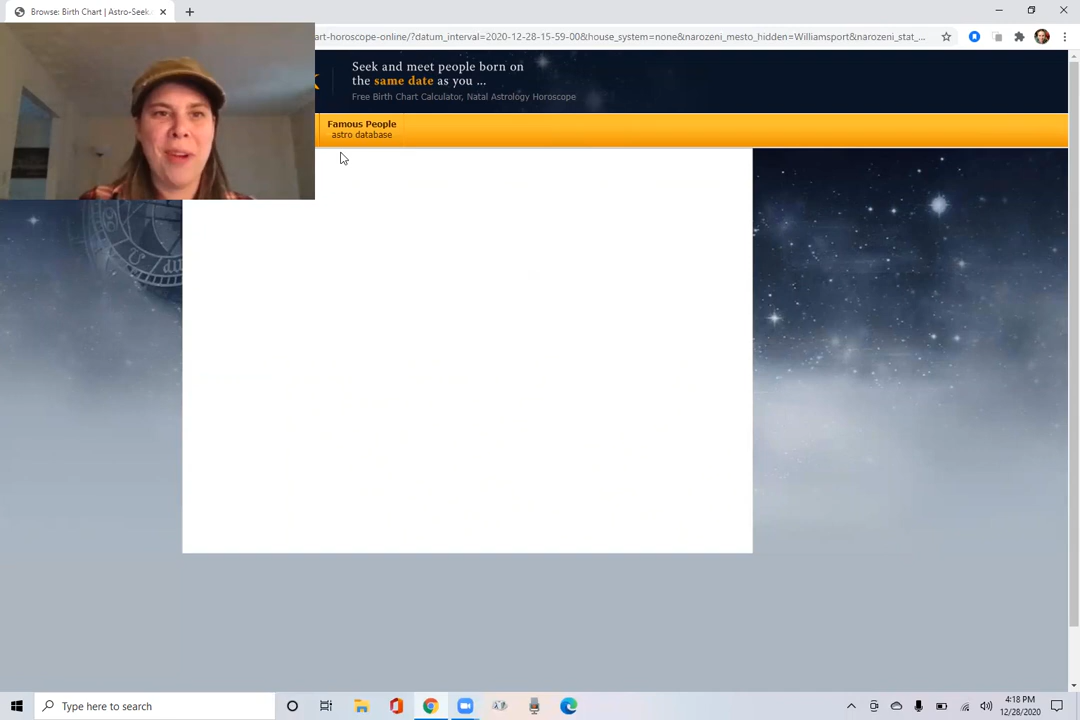 Browse: Birth Chart | Astro-Seek.
art-horoscope-online/?datum_interval=2020-12-28-15-59-00&house_system=none&narozeni_mesto_hidden=Williamsport&narozeni_stat_...
Seek and meet people born on
the same date as you ...
Free Birth Chart Calculator, Natal Astrology Horoscope
Famous People
astro database
Type here to search
4:18 PM
12/28/2020